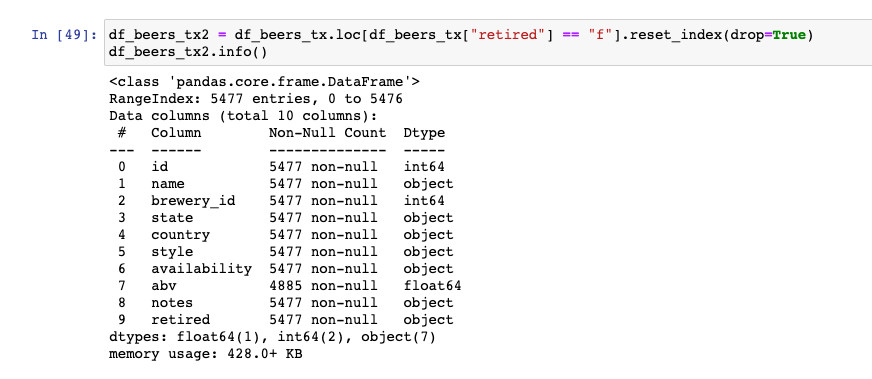 In [49]: df_beers_tx2 = df_beers_tx.loc[df_beers_tx["retired"] == "f"].reset_index(drop=True)
df_beers_tx2.info()
<class 'pandas.core.frame.DataFrame'>
RangeIndex: 5477 entries, 0 to 5476
Data columns (total 10 columns):
 #   Column        Non-Null Count  Dtype
---  ------        --------------  -----
 0   id            5477 non-null   int64
 1   name          5477 non-null   object
 2   brewery_id    5477 non-null   int64
 3   state         5477 non-null   object
 4   country       5477 non-null   object
 5   style         5477 non-null   object
 6   availability  5477 non-null   object
 7   abv           4885 non-null   float64
 8   notes         5477 non-null   object
 9   retired       5477 non-null   object
dtypes: float64(1), int64(2), object(7)
memory usage: 428.0+ KB